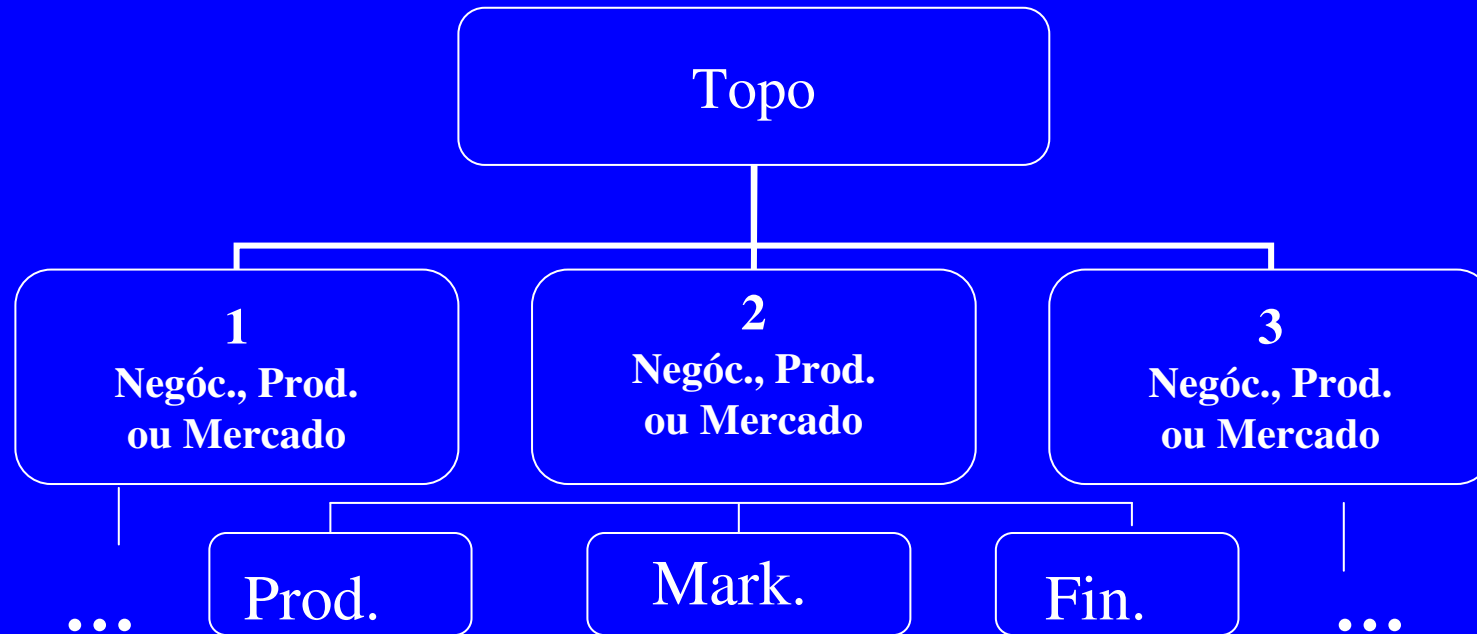 Topo
1
Negóc., Prod.
ou Mercado
2
Negóc., Prod.
ou Mercado
3
Negóc., Prod.
ou Mercado
...
Prod.
Mark.
Fin.
...